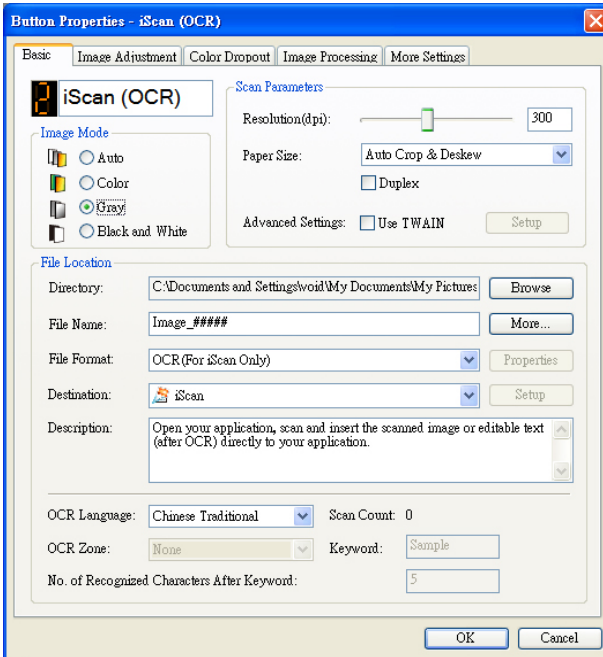 Button Properties - iScan (OCR)
Basic Image Adjustment Color Dropout Image Processing More Settings
2 iScan (OCR)
Image Mode
Auto
Color
Gray
Black and White
Scan Parameters
Resolution(dpi): 300
Paper Size: Auto Crop & Deskew
Duplex
Advanced Settings: Use TWAIN Setup
File Location
Directory: C:\Documents and Settings\void\My Documents\My Pictures Browse
File Name: Image_##### More...
File Format: OCR(For iScan Only) Properties
Destination: iScan Setup
Description: Open your application, scan and insert the scanned image or editable text
(after OCR) directly to your application.
OCR Language: Chinese Traditional Scan Count: 0
OCR Zone: None Keyword: Sample
No. of Recognized Characters After Keyword: 5
OK Cancel